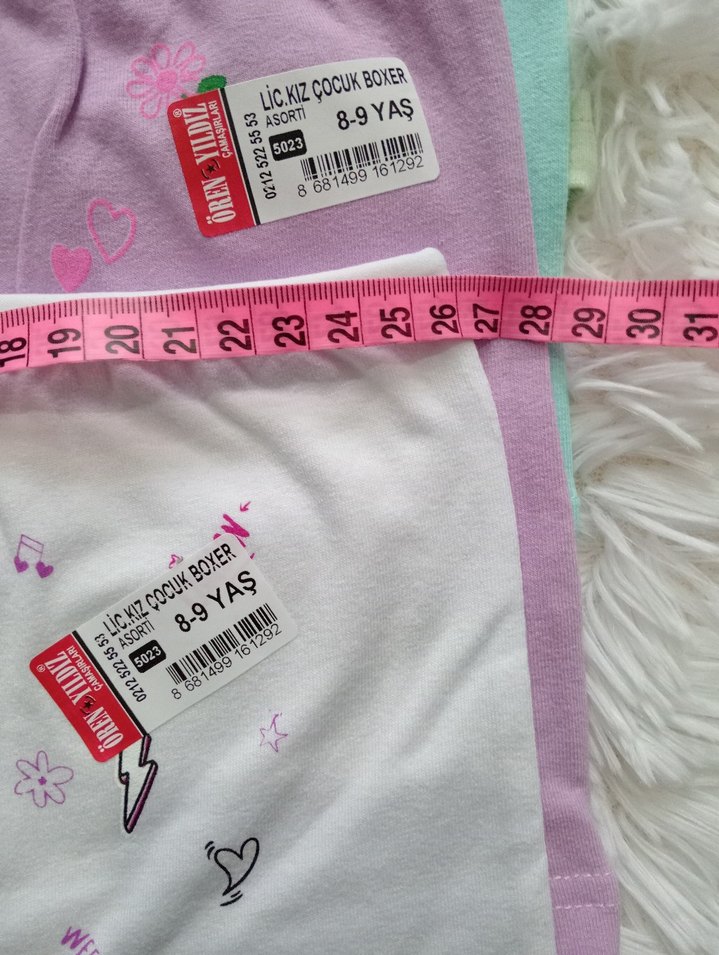 ÖREN YILDIZ®
ÇAMAŞIRLARI
0212 522 55 53
LİC.KIZ ÇOCUK BOXER
ASORTİ
5023
8-9 YAŞ
8 681499 161292
18 19 20 21 22 23 24 25 26 27 28 29 30 31
ÖREN YILDIZ®
ÇAMAŞIRLARI
0212 522 55 53
LİC.KIZ ÇOCUK BOXER
ASORTİ
5023
8-9 YAŞ
8 681499 161292